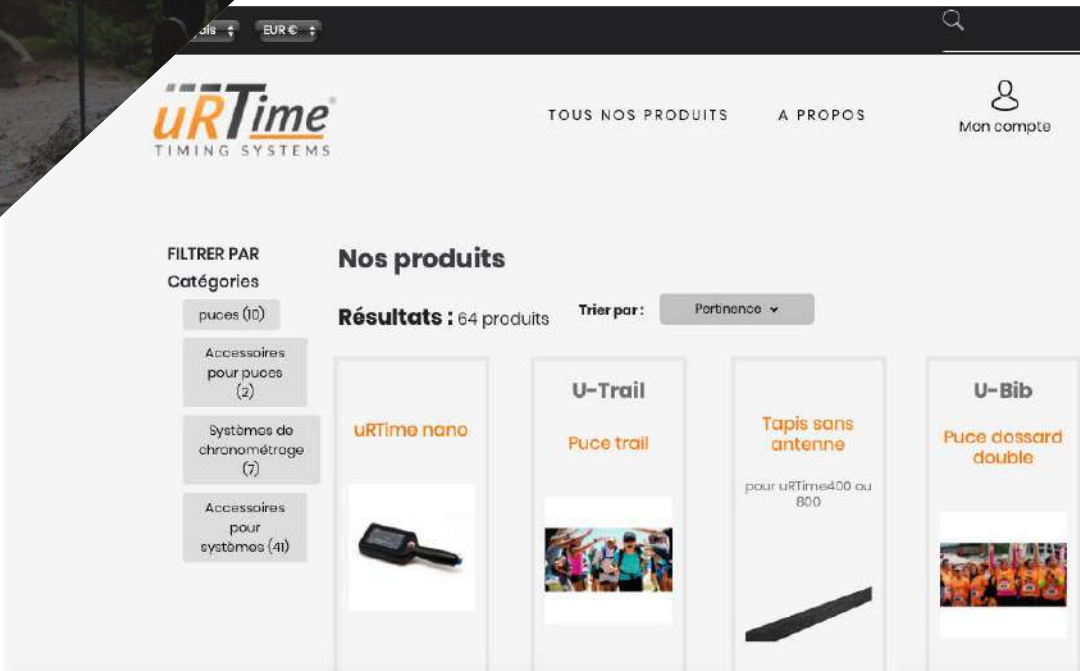 EUR €
uRTime®
TIMING SYSTEMS
TOUS NOS PRODUITS
A PROPOS
Mon compte
FILTRER PAR
Catégories
puces (10)
Accessoires
pour puces
(2)
Systèmes de
chronométrage
(7)
Accessoires
pour
systèmes (41)
Nos produits
Résultats : 64 produits
Trier par :
Pertinence
uRTime nano
U-Trail
Puce trail
Tapis sans
antenne
pour uRTime400 ou
800
U-Bib
Puce dossard
double